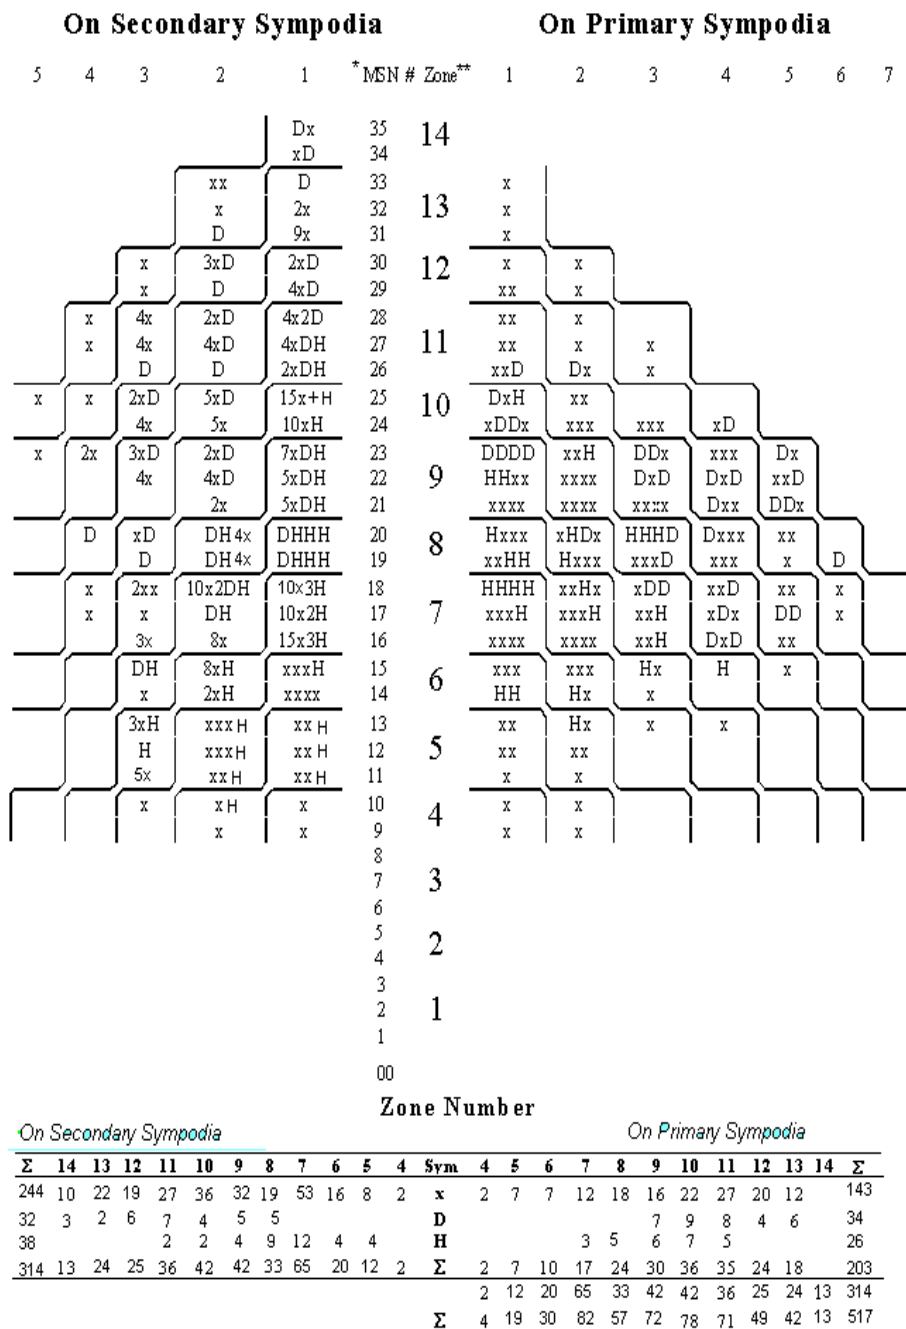 On Secondary Sympodia On Primary Sympodia
5 4 3 2 1 *MSN # Zone** 1 2 3 4 5 6 7
Dx 35 14
xD 34
xx D 33 x
x 2x 32 13 x
D 9x 31 x
x 3xD 2xD 30 12 x x
x D 4xD 29 xx x
x 4x 2xD 4x2D 28 xx x
x 4x 4xD 4xDH 27 11 xx x x
D D 2xDH 26 xxD Dx x
x x 2xD 5xD 15x+H 25 10 DxH xx
4x 5x 10xH 24 xDDx xxx xxx xD
x 2x 3xD 2xD 7xDH 23 DDDD xxH DDx xxx Dx
4x 4xD 5xDH 22 9 HHxx xxxx DxD DxD xxD
2x 5xDH 21 xxxx xxxx xxxx Dxx DDx
D xD DH4x DHHH 20 8 Hxxx xHDx HHHD Dxxx xx
D DH4x DHHH 19 xxHH Hxxx xxxD xxx x D
x 2xx 10x2DH 10x3H 18 HHHH xxHx xDD xxD xx x
x x DH 10x2H 17 7 xxxH xxxH xxH xDx DD x
3x 8x 15x3H 16 xxxx xxxx xxH DxD xx
DH 8xH xxxH 15 6 xxx xxx Hx H x
x 2xH xxxx 14 HH Hx x
3xH xxxH xxH 13 xx Hx x x
H xxxH xxH 12 5 xx xx
5x xxH xxH 11 x x
x xH x 10 4 x x
x x 9 x x
8
7 3
6
5 2
4
3
2 1
1
00
Zone Number
On Secondary Sympodia On Primary Sympodia
Σ 14 13 12 11 10 9 8 7 6 5 4 Sym 4 5 6 7 8 9 10 11 12 13 14 Σ
244 10 22 19 27 36 32 19 53 16 8 2 x 2 7 7 12 18 16 22 27 20 12 143
32 3 2 6 7 4 5 5 D 7 9 8 4 6 34
38 2 2 4 9 12 4 4 H 3 5 6 7 5 26
314 13 24 25 36 42 42 33 65 20 12 2 Σ 2 7 10 17 24 30 36 35 24 18 203
2 12 20 65 33 42 42 36 25 24 13 314
Σ 4 19 30 82 57 72 78 71 49 42 13 517